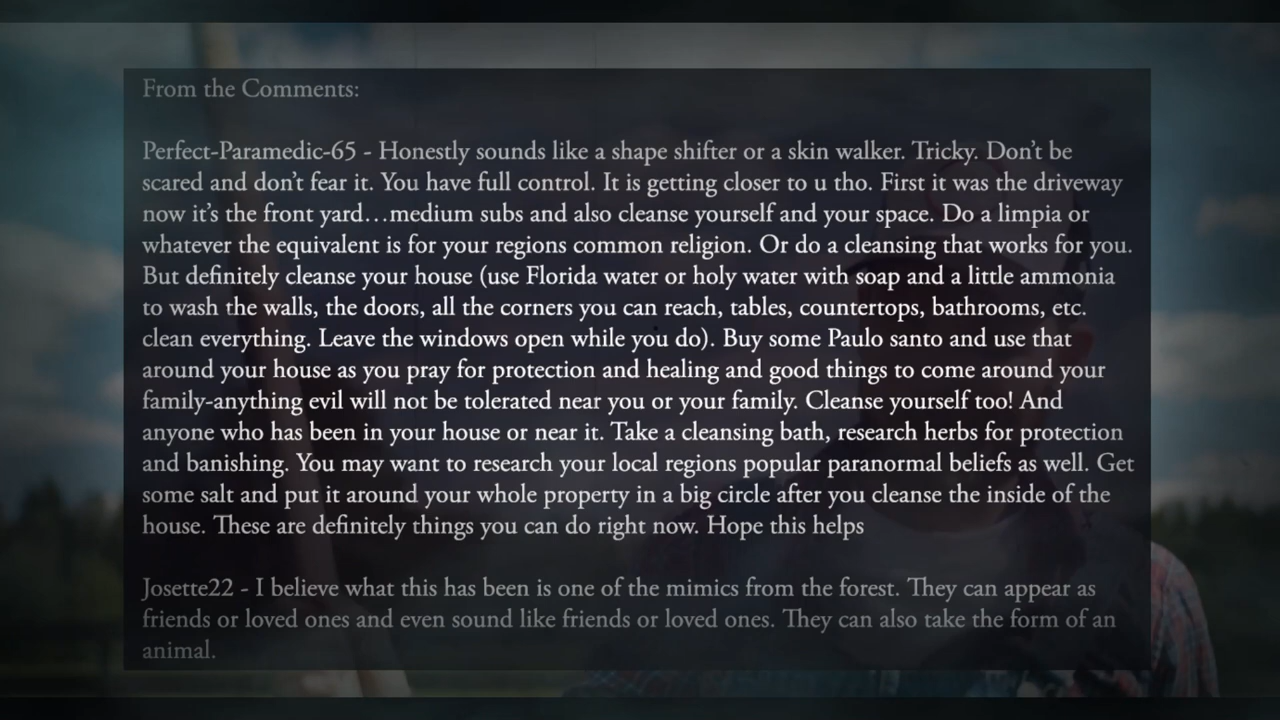 From the Comments:
Perfect-Paramedic-65 - Honestly sounds like a shape shifter or a skin walker. Tricky. Don’t be
scared and don’t fear it. You have full control. It is getting closer to u tho. First it was the driveway
now it’s the front yard…medium subs and also cleanse yourself and your space. Do a limpia or
whatever the equivalent is for your regions common religion. Or do a cleansing that works for you.
But definitely cleanse your house (use Florida water or holy water with soap and a little ammonia
to wash the walls, the doors, all the corners you can reach, tables, countertops, bathrooms, etc.
clean everything. Leave the windows open while you do). Buy some Paulo santo and use that
around your house as you pray for protection and healing and good things to come around your
family-anything evil will not be tolerated near you or your family. Cleanse yourself too! And
anyone who has been in your house or near it. Take a cleansing bath, research herbs for protection
and banishing. You may want to research your local regions popular paranormal beliefs as well. Get
some salt and put it around your whole property in a big circle after you cleanse the inside of the
house. These are definitely things you can do right now. Hope this helps
Josette22 - I believe what this has been is one of the mimics from the forest. They can appear as
friends or loved ones and even sound like friends or loved ones. They can also take the form of an
animal.